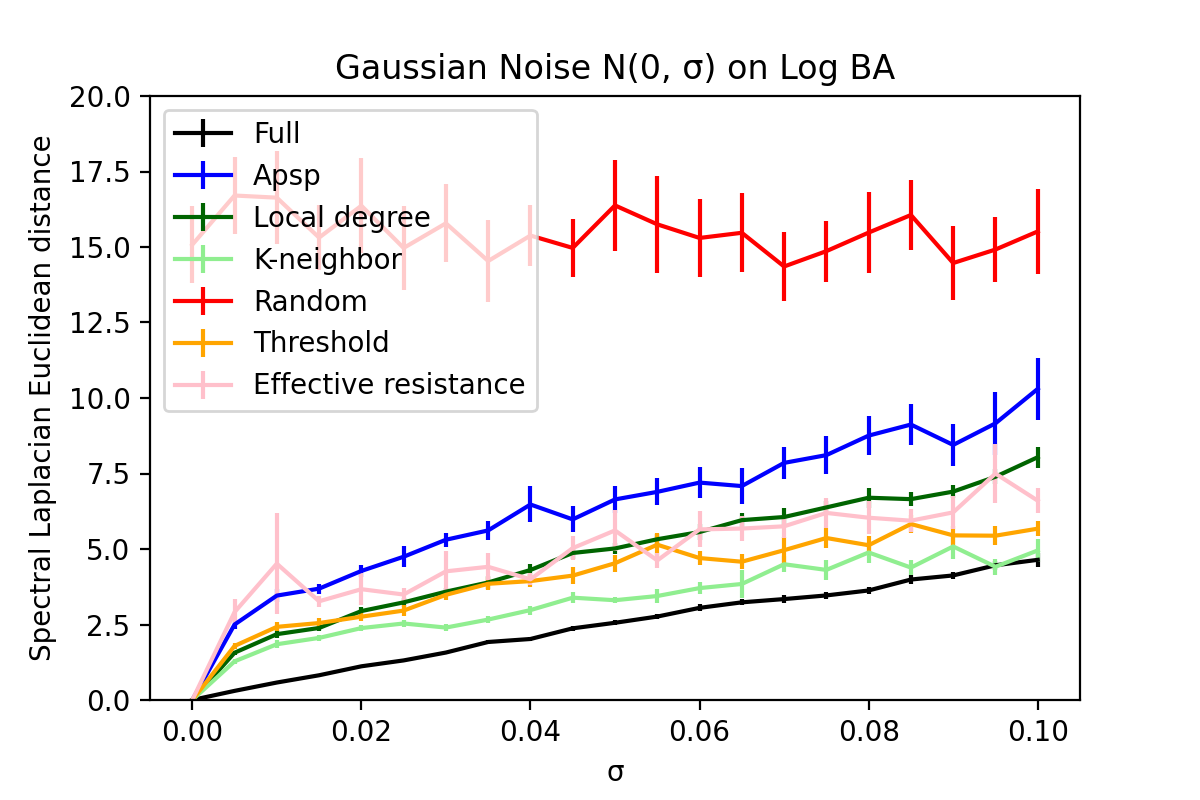 Gaussian Noise N(0, σ) on Log BA
Spectral Laplacian Euclidean distance
20.0
17.5
15.0
12.5
10.0
7.5
5.0
2.5
0.0
Full
Apsp
Local degree
K-neighbor
Random
Threshold
Effective resistance
0.00 0.02 0.04 0.06 0.08 0.10
σ